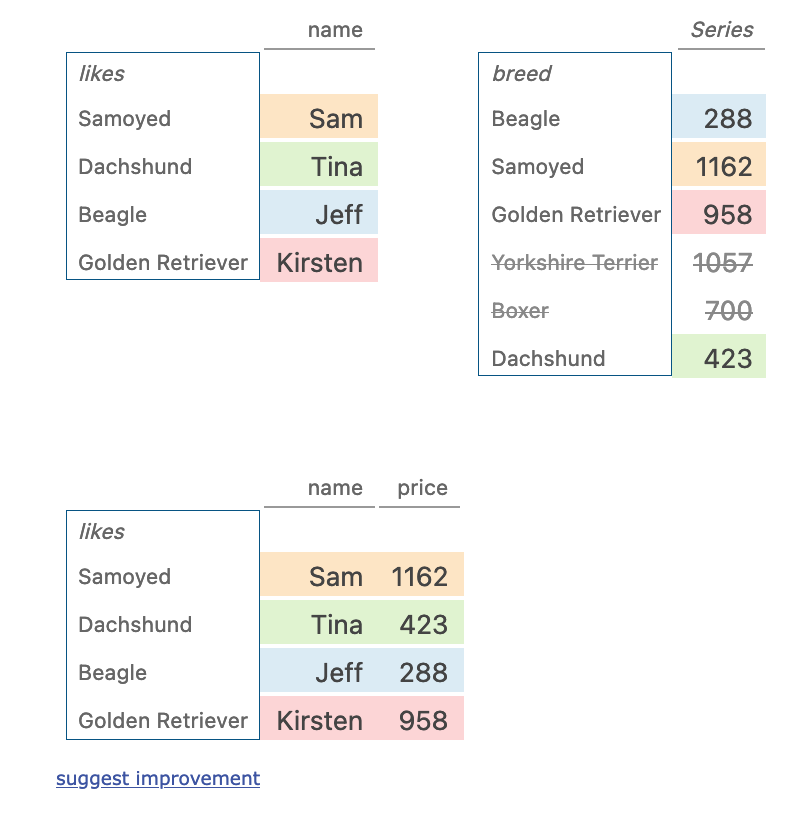 name
likes
Samoyed Sam
Dachshund Tina
Beagle Jeff
Golden Retriever Kirsten
Series
breed
Beagle 288
Samoyed 1162
Golden Retriever 958
Yorkshire Terrier 1057
Boxer 700
Dachshund 423
name price
likes
Samoyed Sam 1162
Dachshund Tina 423
Beagle Jeff 288
Golden Retriever Kirsten 958
suggest improvement